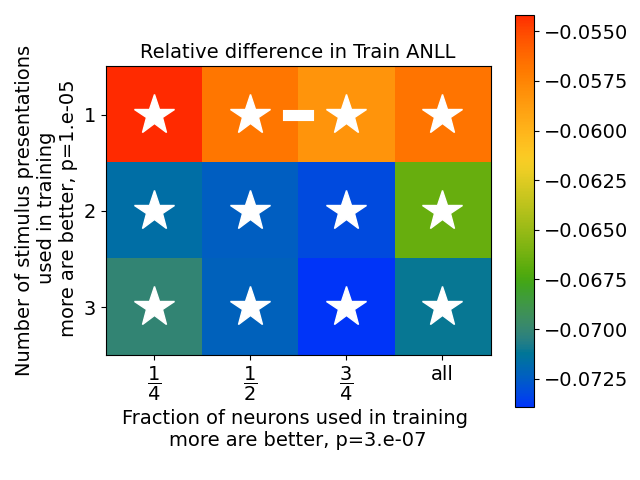 Relative difference in Train ANLL
Number of stimulus presentations
used in training
more are better, p=1.e-05
1
2
3
1/4
1/2
3/4
all
Fraction of neurons used in training
more are better, p=3.e-07
−0.0550
−0.0575
−0.0600
−0.0625
−0.0650
−0.0675
−0.0700
−0.0725